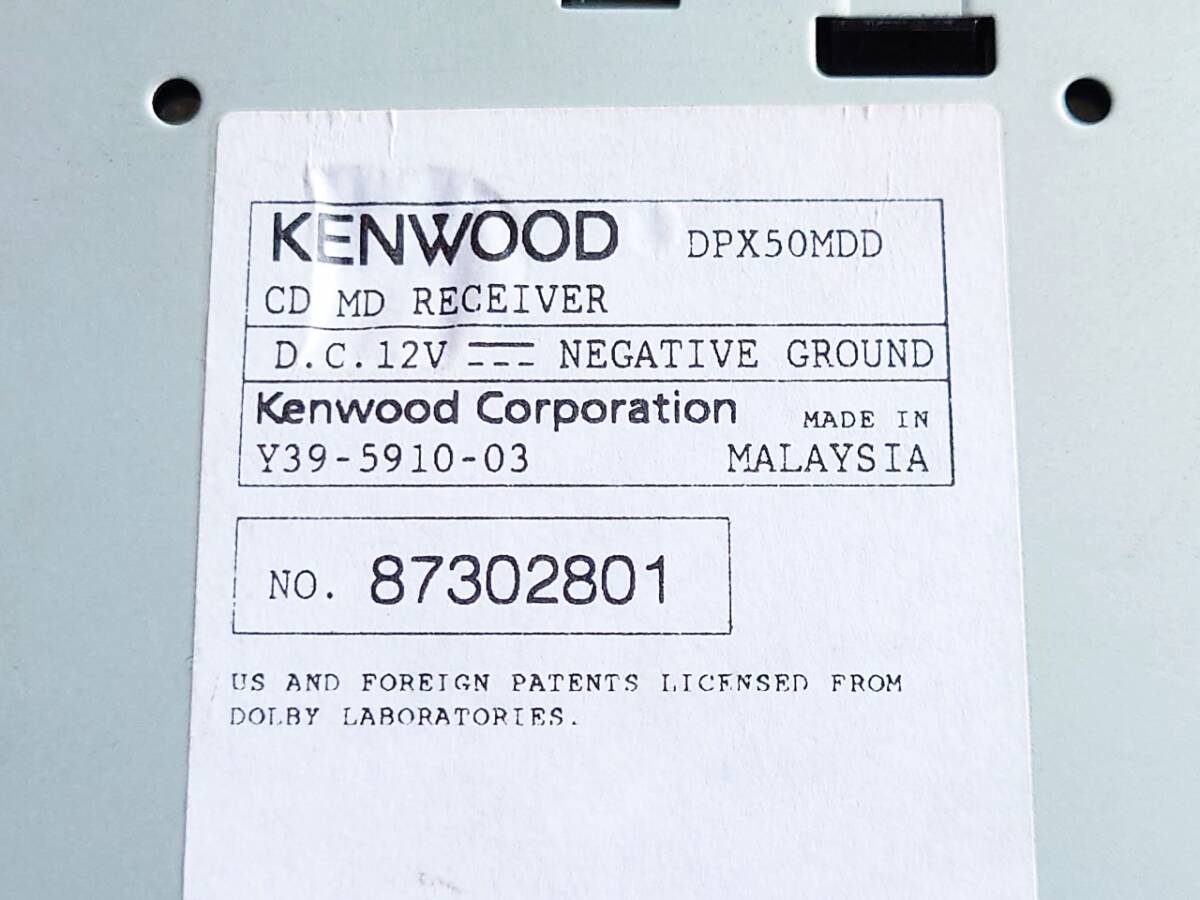 KENWOOD DPX50MDD
CD MD RECEIVER
D.C.12V ⎓ NEGATIVE GROUND
Kenwood Corporation MADE IN
Y39-5910-03 MALAYSIA
NO. 87302801
US AND FOREIGN PATENTS LICENSED FROM
DOLBY LABORATORIES.